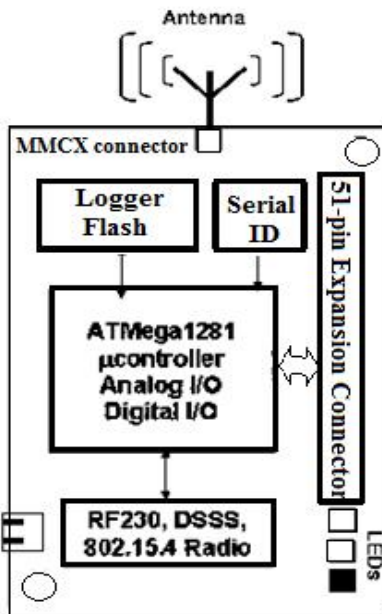 Antenna
MMCX connector
Logger
Flash
Serial
ID
51-pin Expansion Connector
ATMega1281
µcontroller
Analog I/O
Digital I/O
RF230, DSSS,
802.15.4 Radio
LEDs